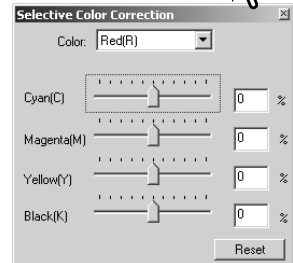 Selective Color Correction
Color: Red(R)
Cyan(C) 0 %
Magenta(M) 0 %
Yellow(Y) 0 %
Black(K) 0 %
Reset